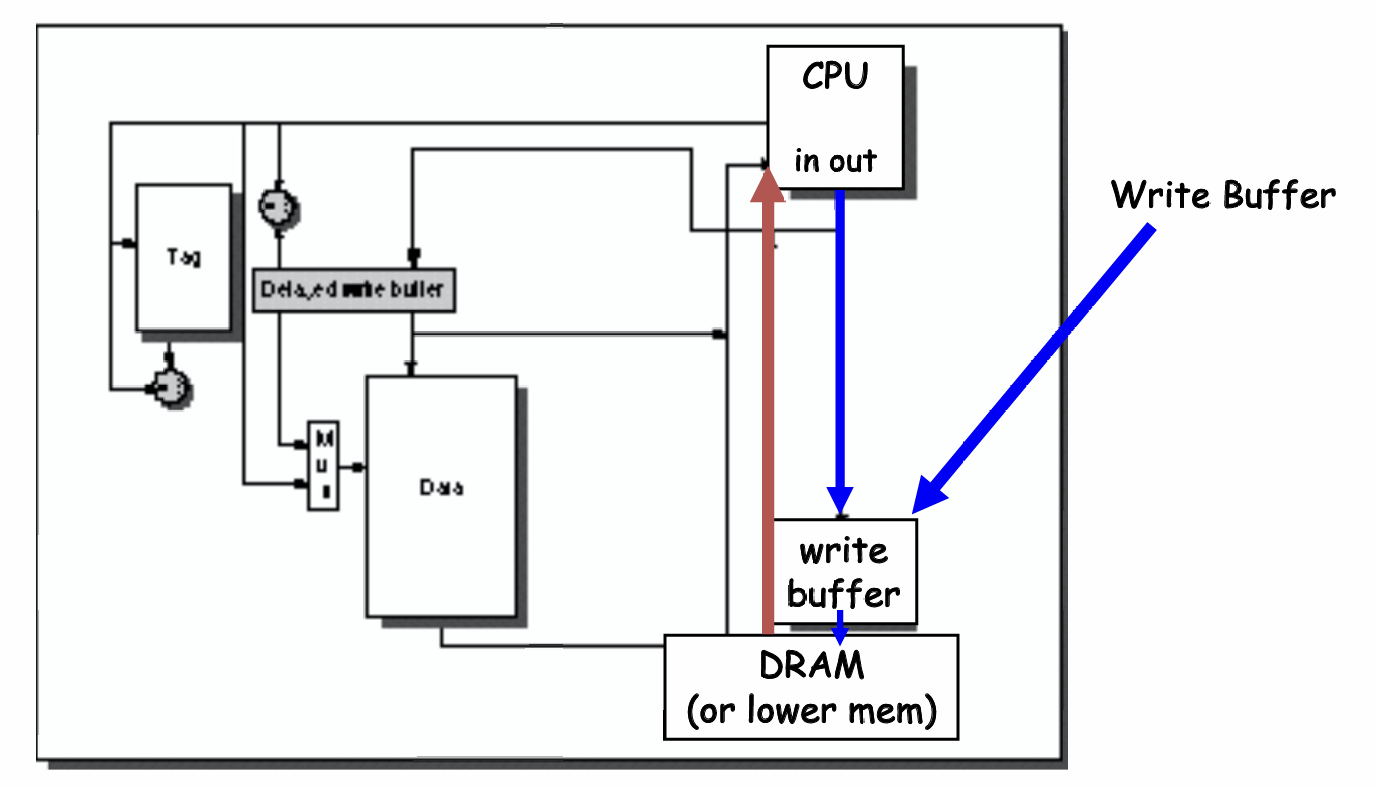 CPU
in out
Write Buffer
Tag
Delayed write buffer
M
u
Data
write
buffer
DRAM
(or lower mem)